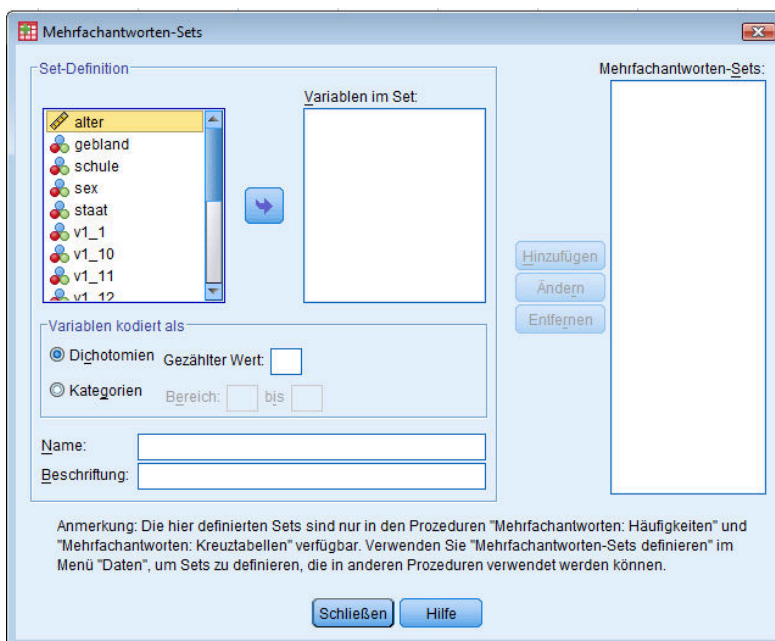 Mehrfachantworten-Sets
Set-Definition
Mehrfachantworten-Sets:
Variablen im Set:
alter
gebland
schule
sex
staat
v1_1
v1_10
v1_11
v1_12
Hinzufügen
Ändern
Entfernen
Variablen kodiert als
Dichotomien Gezählter Wert:
Kategorien Bereich: bis
Name:
Beschriftung:
Anmerkung: Die hier definierten Sets sind nur in den Prozeduren "Mehrfachantworten: Häufigkeiten" und
"Mehrfachantworten: Kreuztabellen" verfügbar. Verwenden Sie "Mehrfachantworten-Sets definieren" im
Menü "Daten", um Sets zu definieren, die in anderen Prozeduren verwendet werden können.
Schließen Hilfe